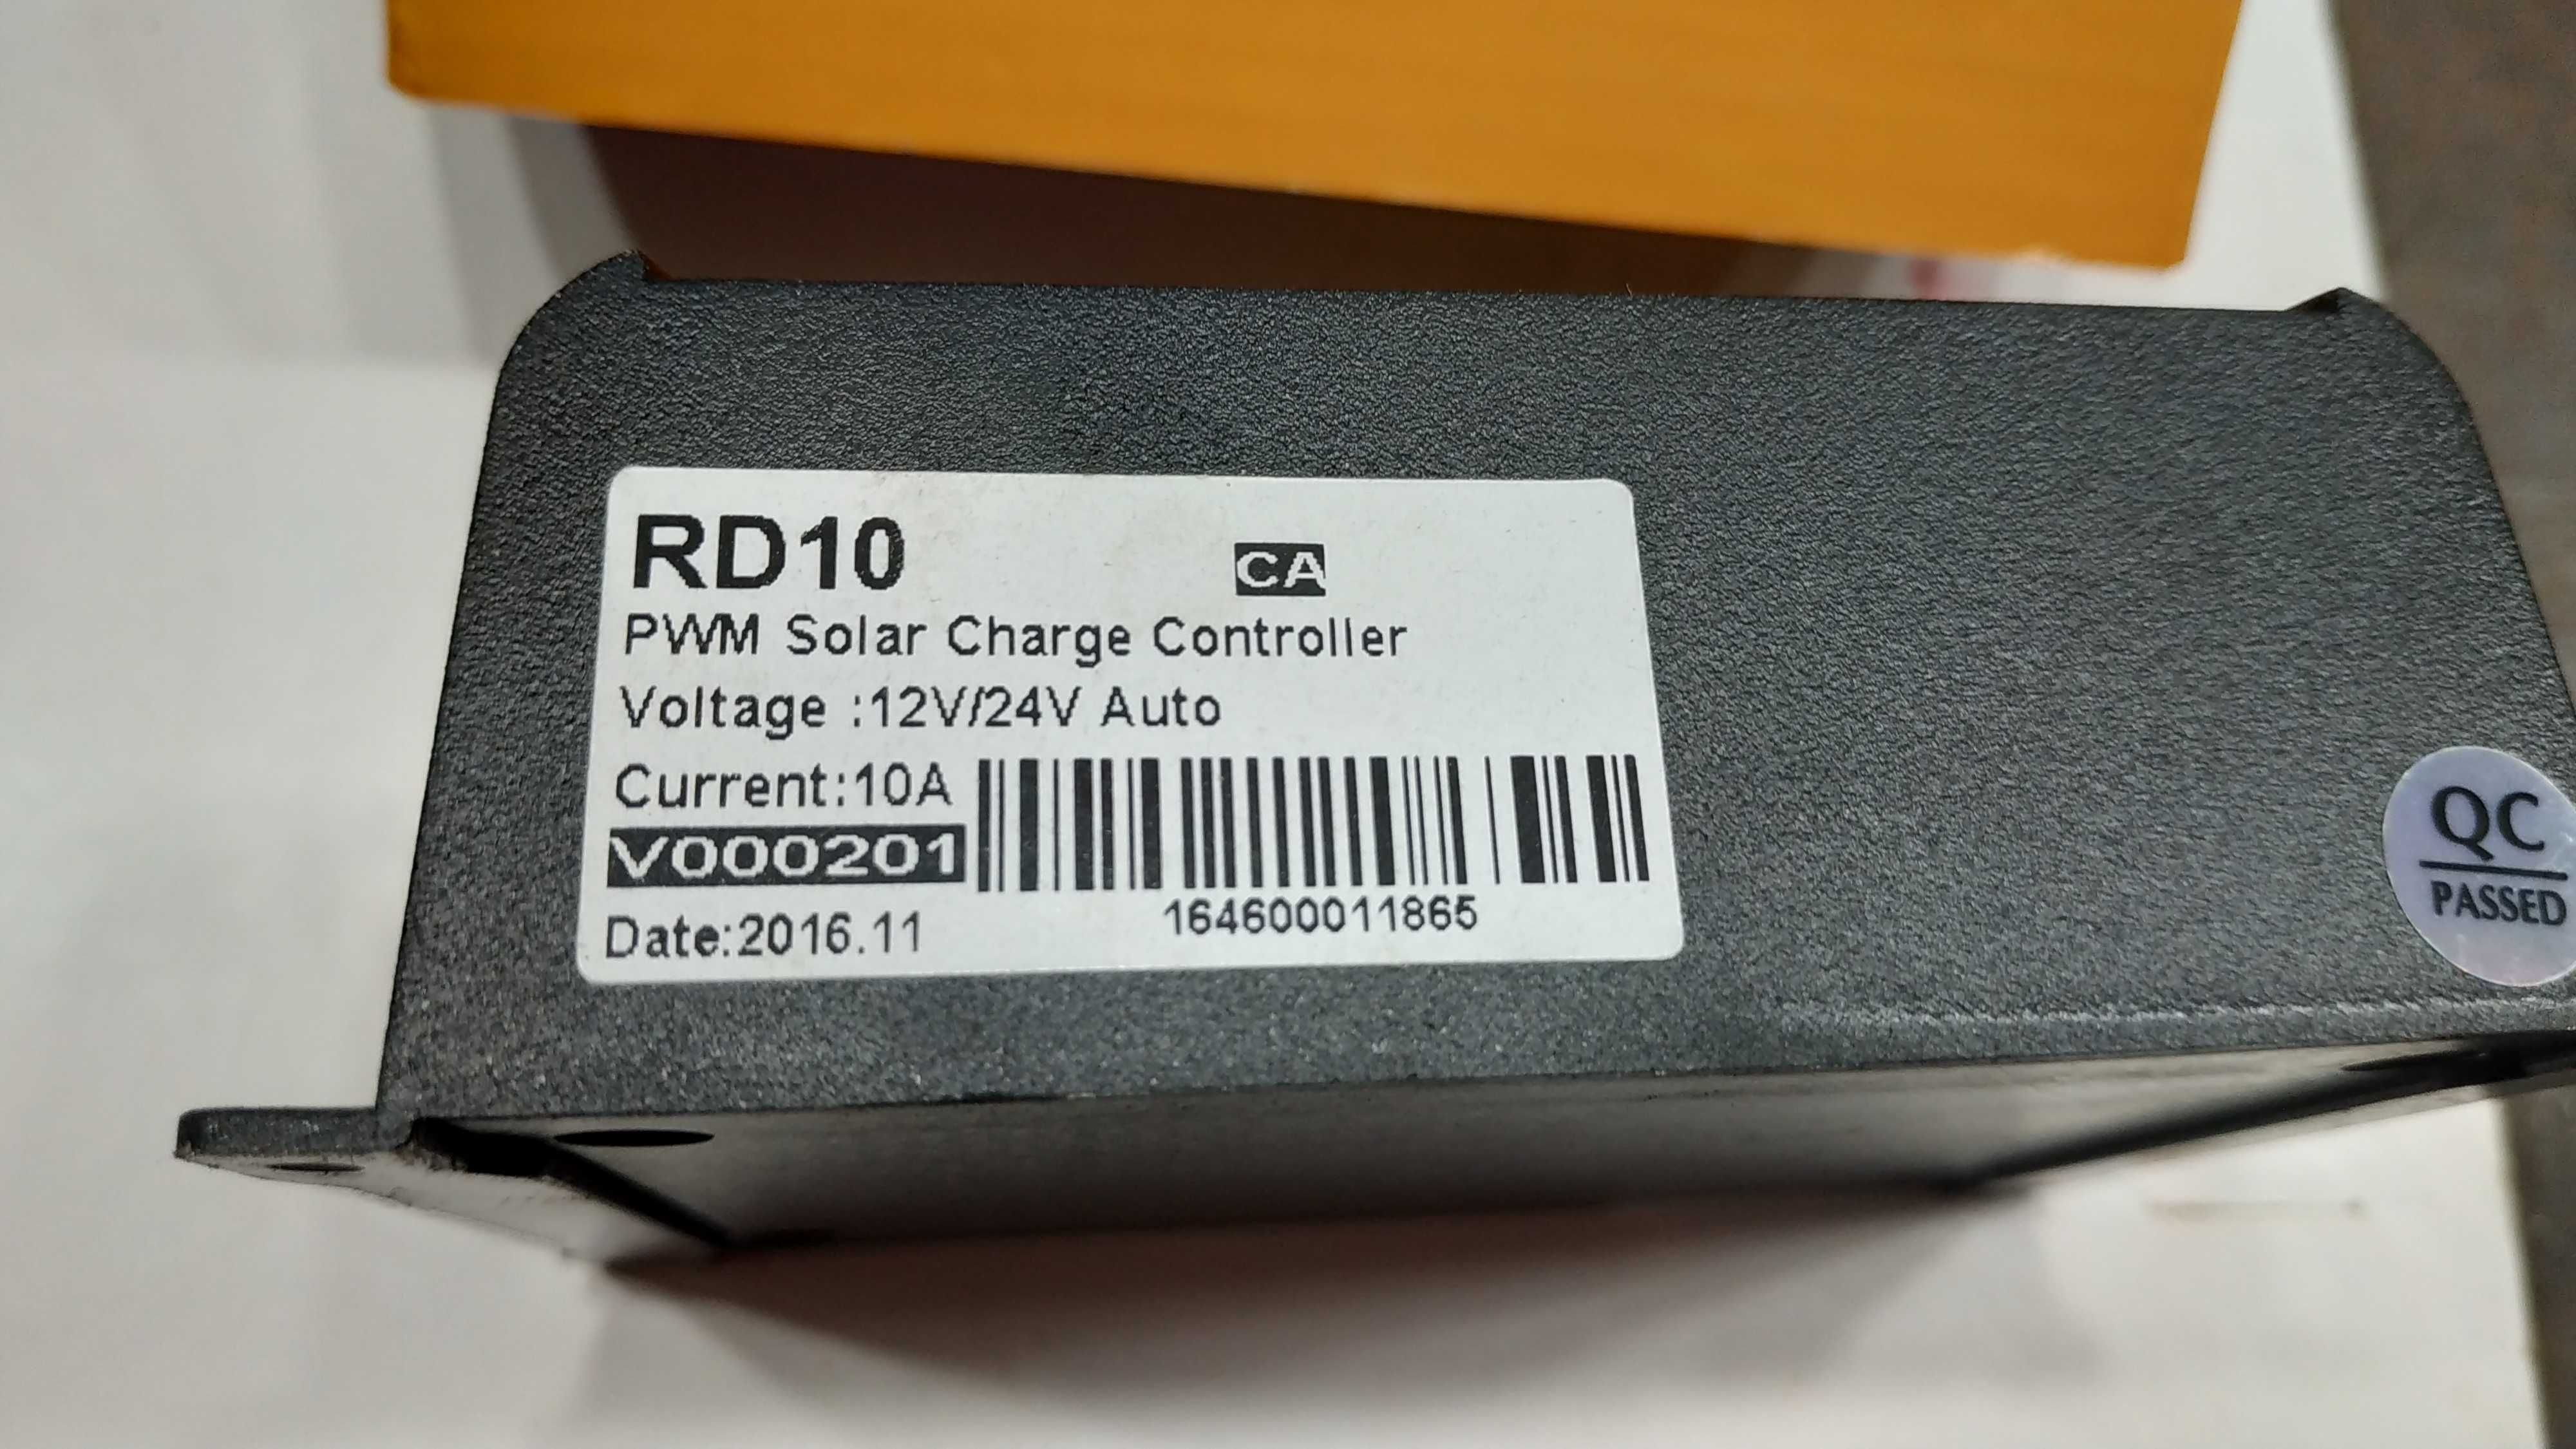 RD10
CA
PWM Solar Charge Controller
Voltage :12V/24V Auto
Current:10A
V000201
164600011865
Date:2016.11
QC
PASSED